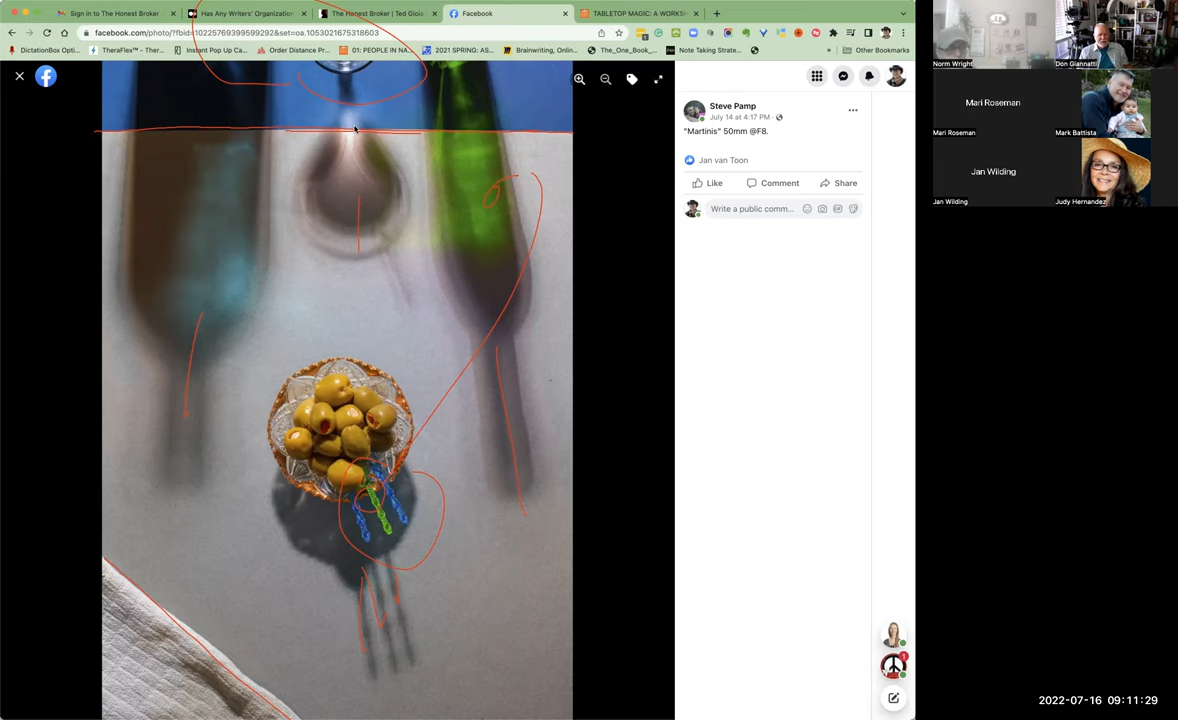 Sign in to The Honest Broker
Has Any Writers' Organization
The Honest Broker | Ted Gioia
Facebook
TABLETOP MAGIC: A WORKSH
facebook.com/photo/?fbid=10225769399599292&set=oa.1053021675318603
DictationBox Opti...
TheraFlex™ - Ther...
Instant Pop Up Ca...
Order Distance Pr...
01: PEOPLE IN NA...
2021 SPRING: AS...
Brainwriting, Onlin...
The_One_Book_...
Note Taking Strate...
Other Bookmarks
Steve Pamp
July 14 at 4:17 PM
"Martinis" 50mm @F8.
Jan van Toon
Like
Comment
Share
Write a public comm...
1
Norm Wright
Don Giannatti
Mari Roseman
Mari Roseman
Mark Battista
Jan Wilding
Jan Wilding
Judy Hernandez
2022-07-16 09:11:29